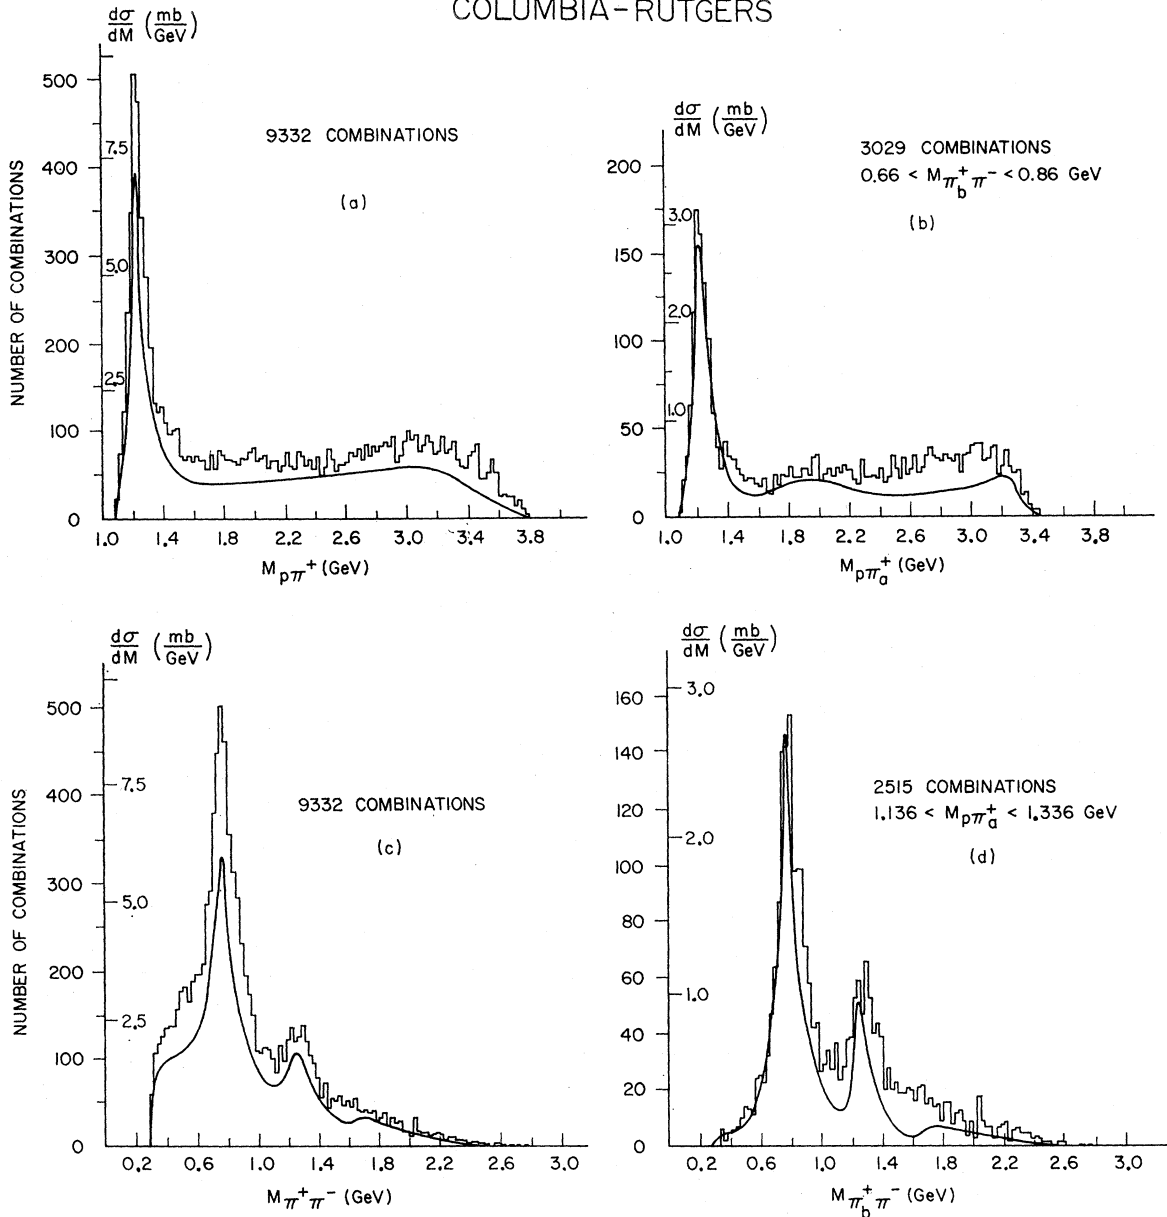 COLUMBIA-RUTGERS
dσ/dM (mb/GeV)
NUMBER OF COMBINATIONS
500
400
300
200
100
0
7.5
5.0
2.5
9332 COMBINATIONS
(a)
1.0 1.4 1.8 2.2 2.6 3.0 3.4 3.8
M pπ+ (GeV)
dσ/dM (mb/GeV)
200
150
100
50
0
3.0
2.0
1.0
3029 COMBINATIONS
0.66 < M π+b π- < 0.86 GeV
(b)
1.0 1.4 1.8 2.2 2.6 3.0 3.4 3.8
M pπ+a (GeV)
dσ/dM (mb/GeV)
NUMBER OF COMBINATIONS
500
400
300
200
100
0
7.5
5.0
2.5
9332 COMBINATIONS
(c)
0.2 0.6 1.0 1.4 1.8 2.2 2.6 3.0
M π+π- (GeV)
dσ/dM (mb/GeV)
160
140
120
100
80
60
40
20
0
3.0
2.0
1.0
2515 COMBINATIONS
1.136 < M pπ+a < 1.336 GeV
(d)
0.2 0.6 1.0 1.4 1.8 2.2 2.6 3.0
M π+b π- (GeV)